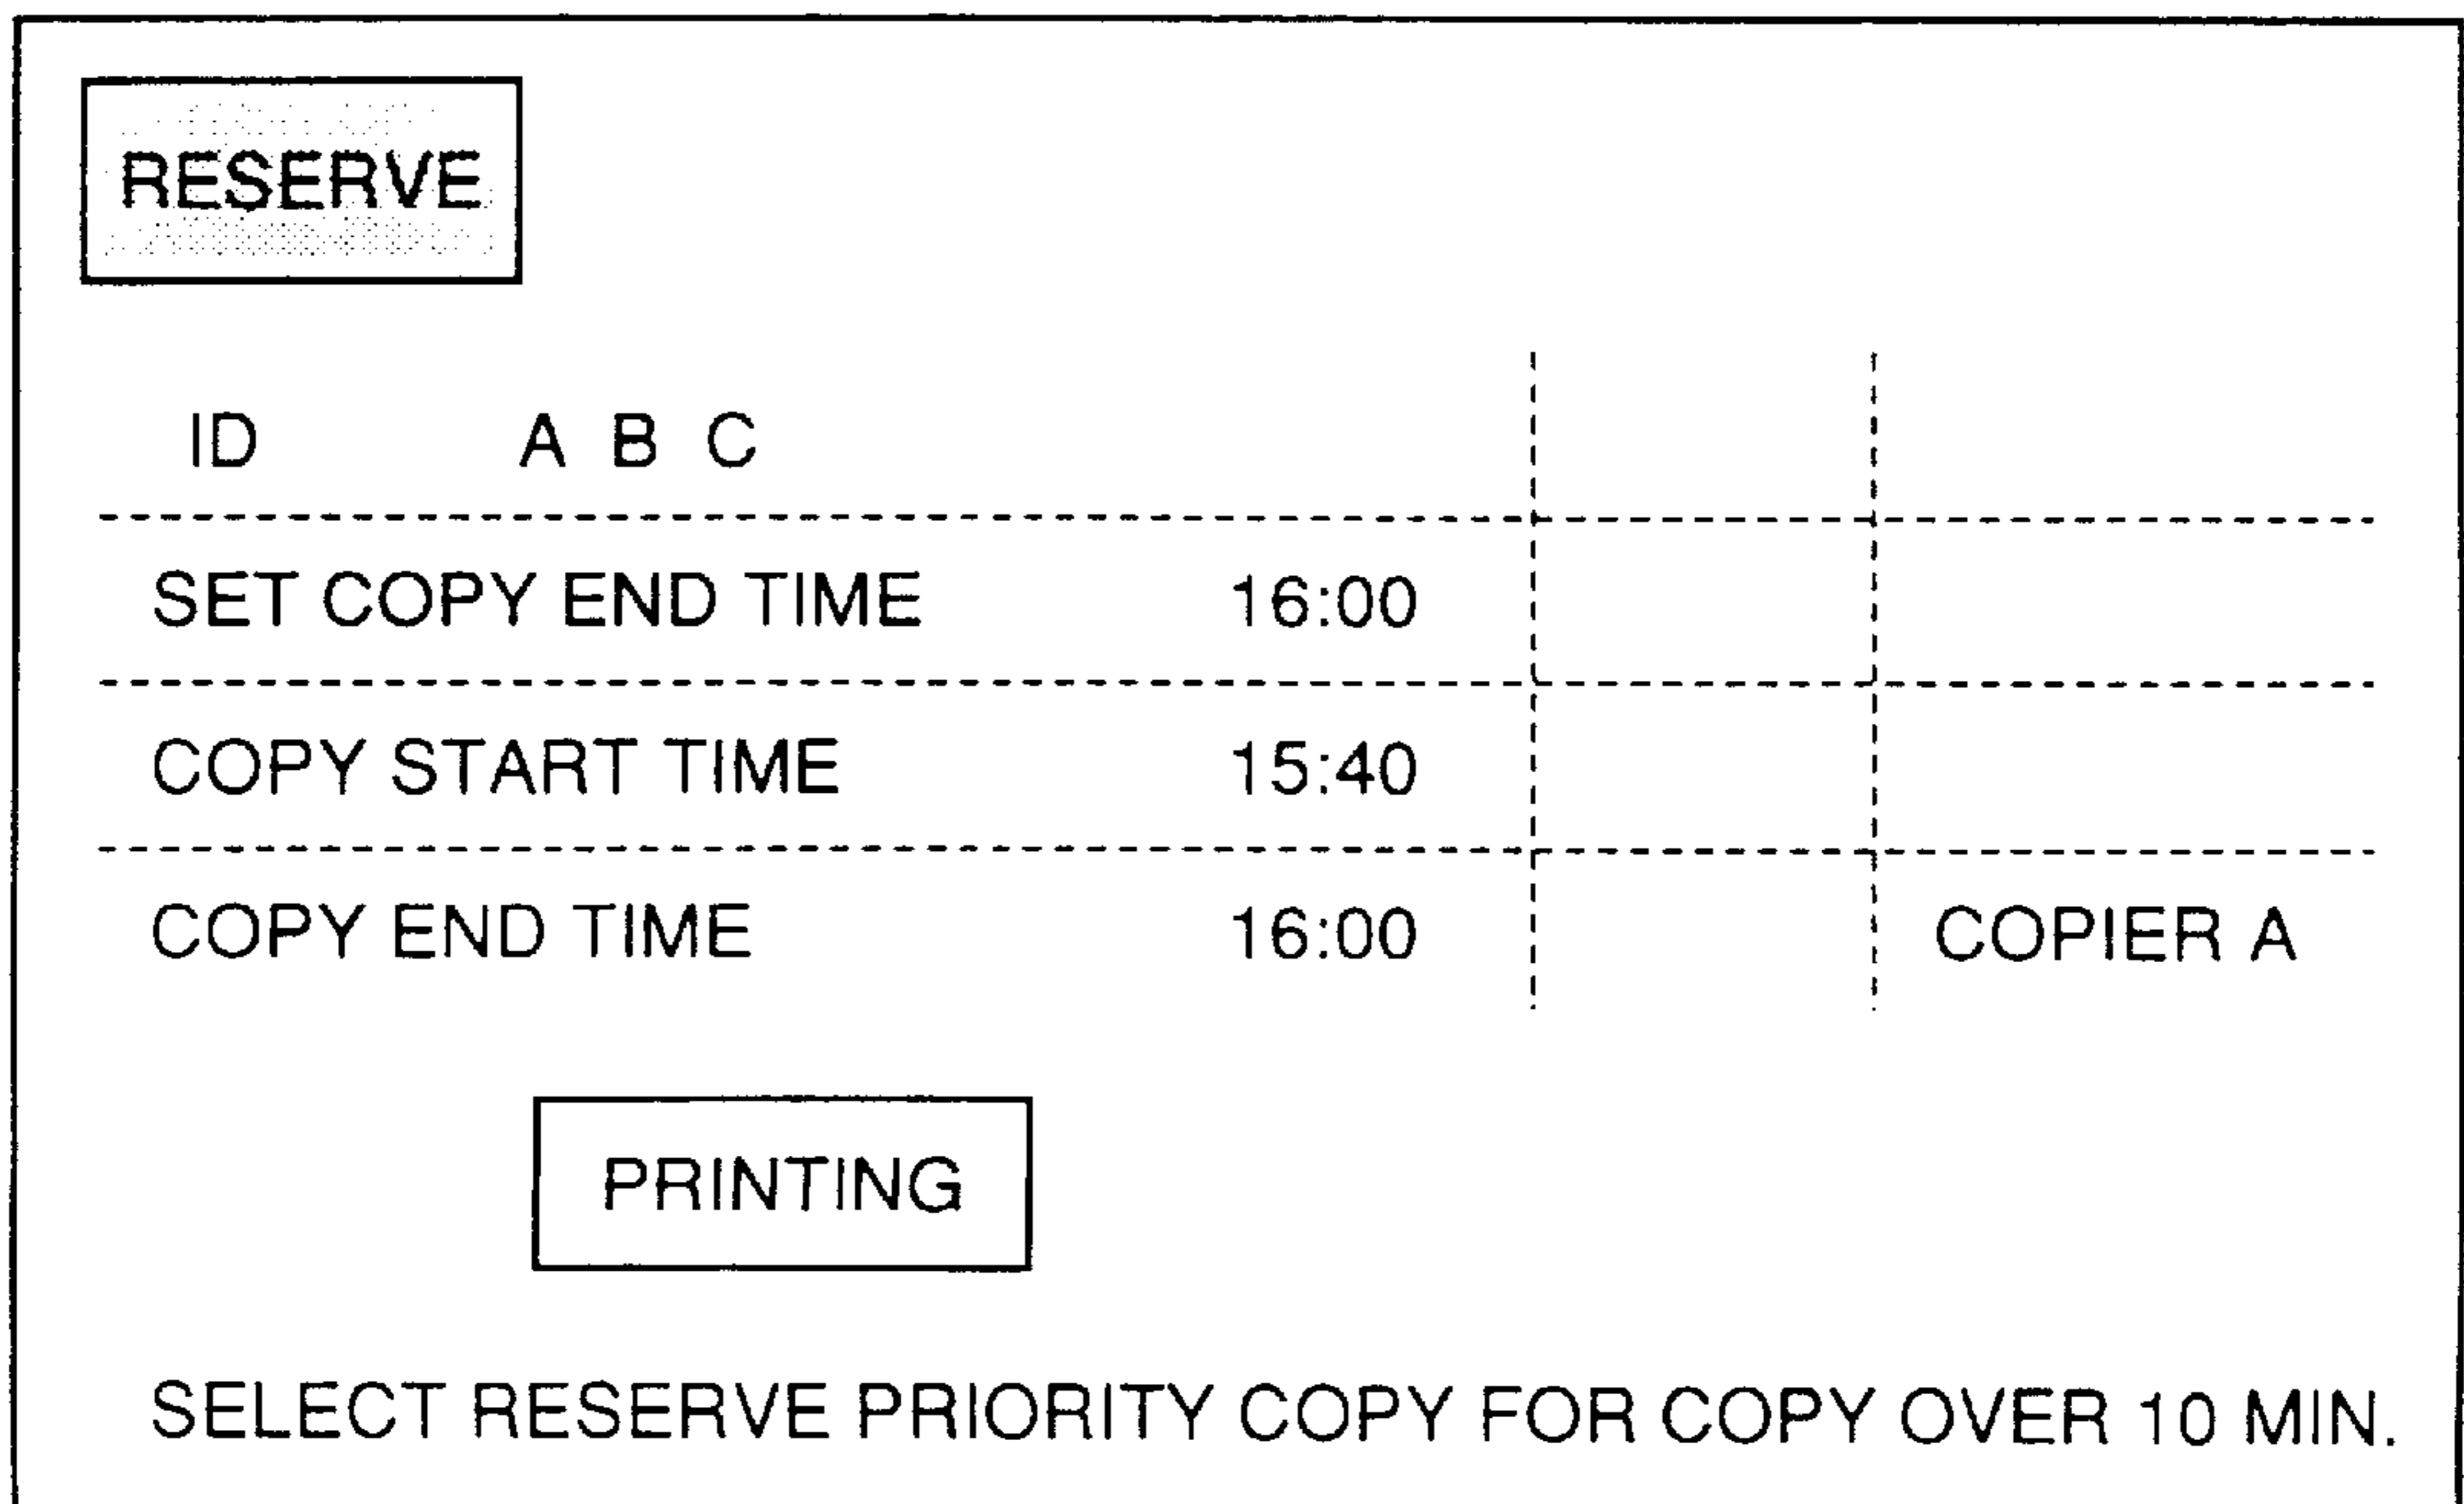 RESERVE
ID A B C
SET COPY END TIME 16:00
COPY START TIME 15:40
COPY END TIME 16:00 COPIER A
PRINTING
SELECT RESERVE PRIORITY COPY FOR COPY OVER 10 MIN.